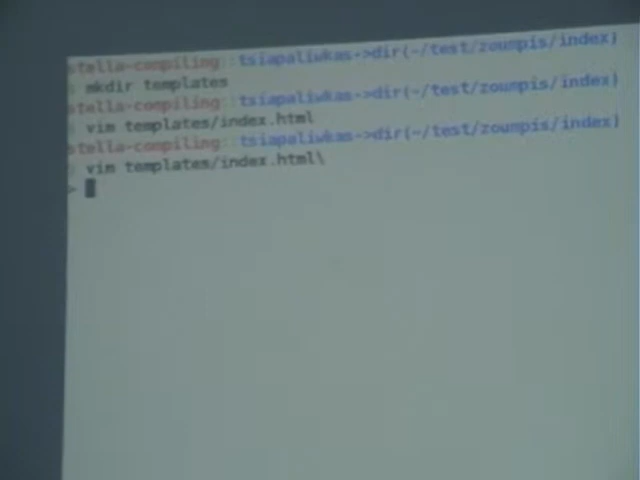 stella-compiling::tsiapaliwkas->dir(~/test/zoumpis/index)
mkdir templates
stella-compiling::tsiapaliwkas->dir(~/test/zoumpis/index)
vim templates/index.html
stella-compiling::tsiapaliwkas->dir(~/test/zoumpis/index)
vim templates/index.html\
>